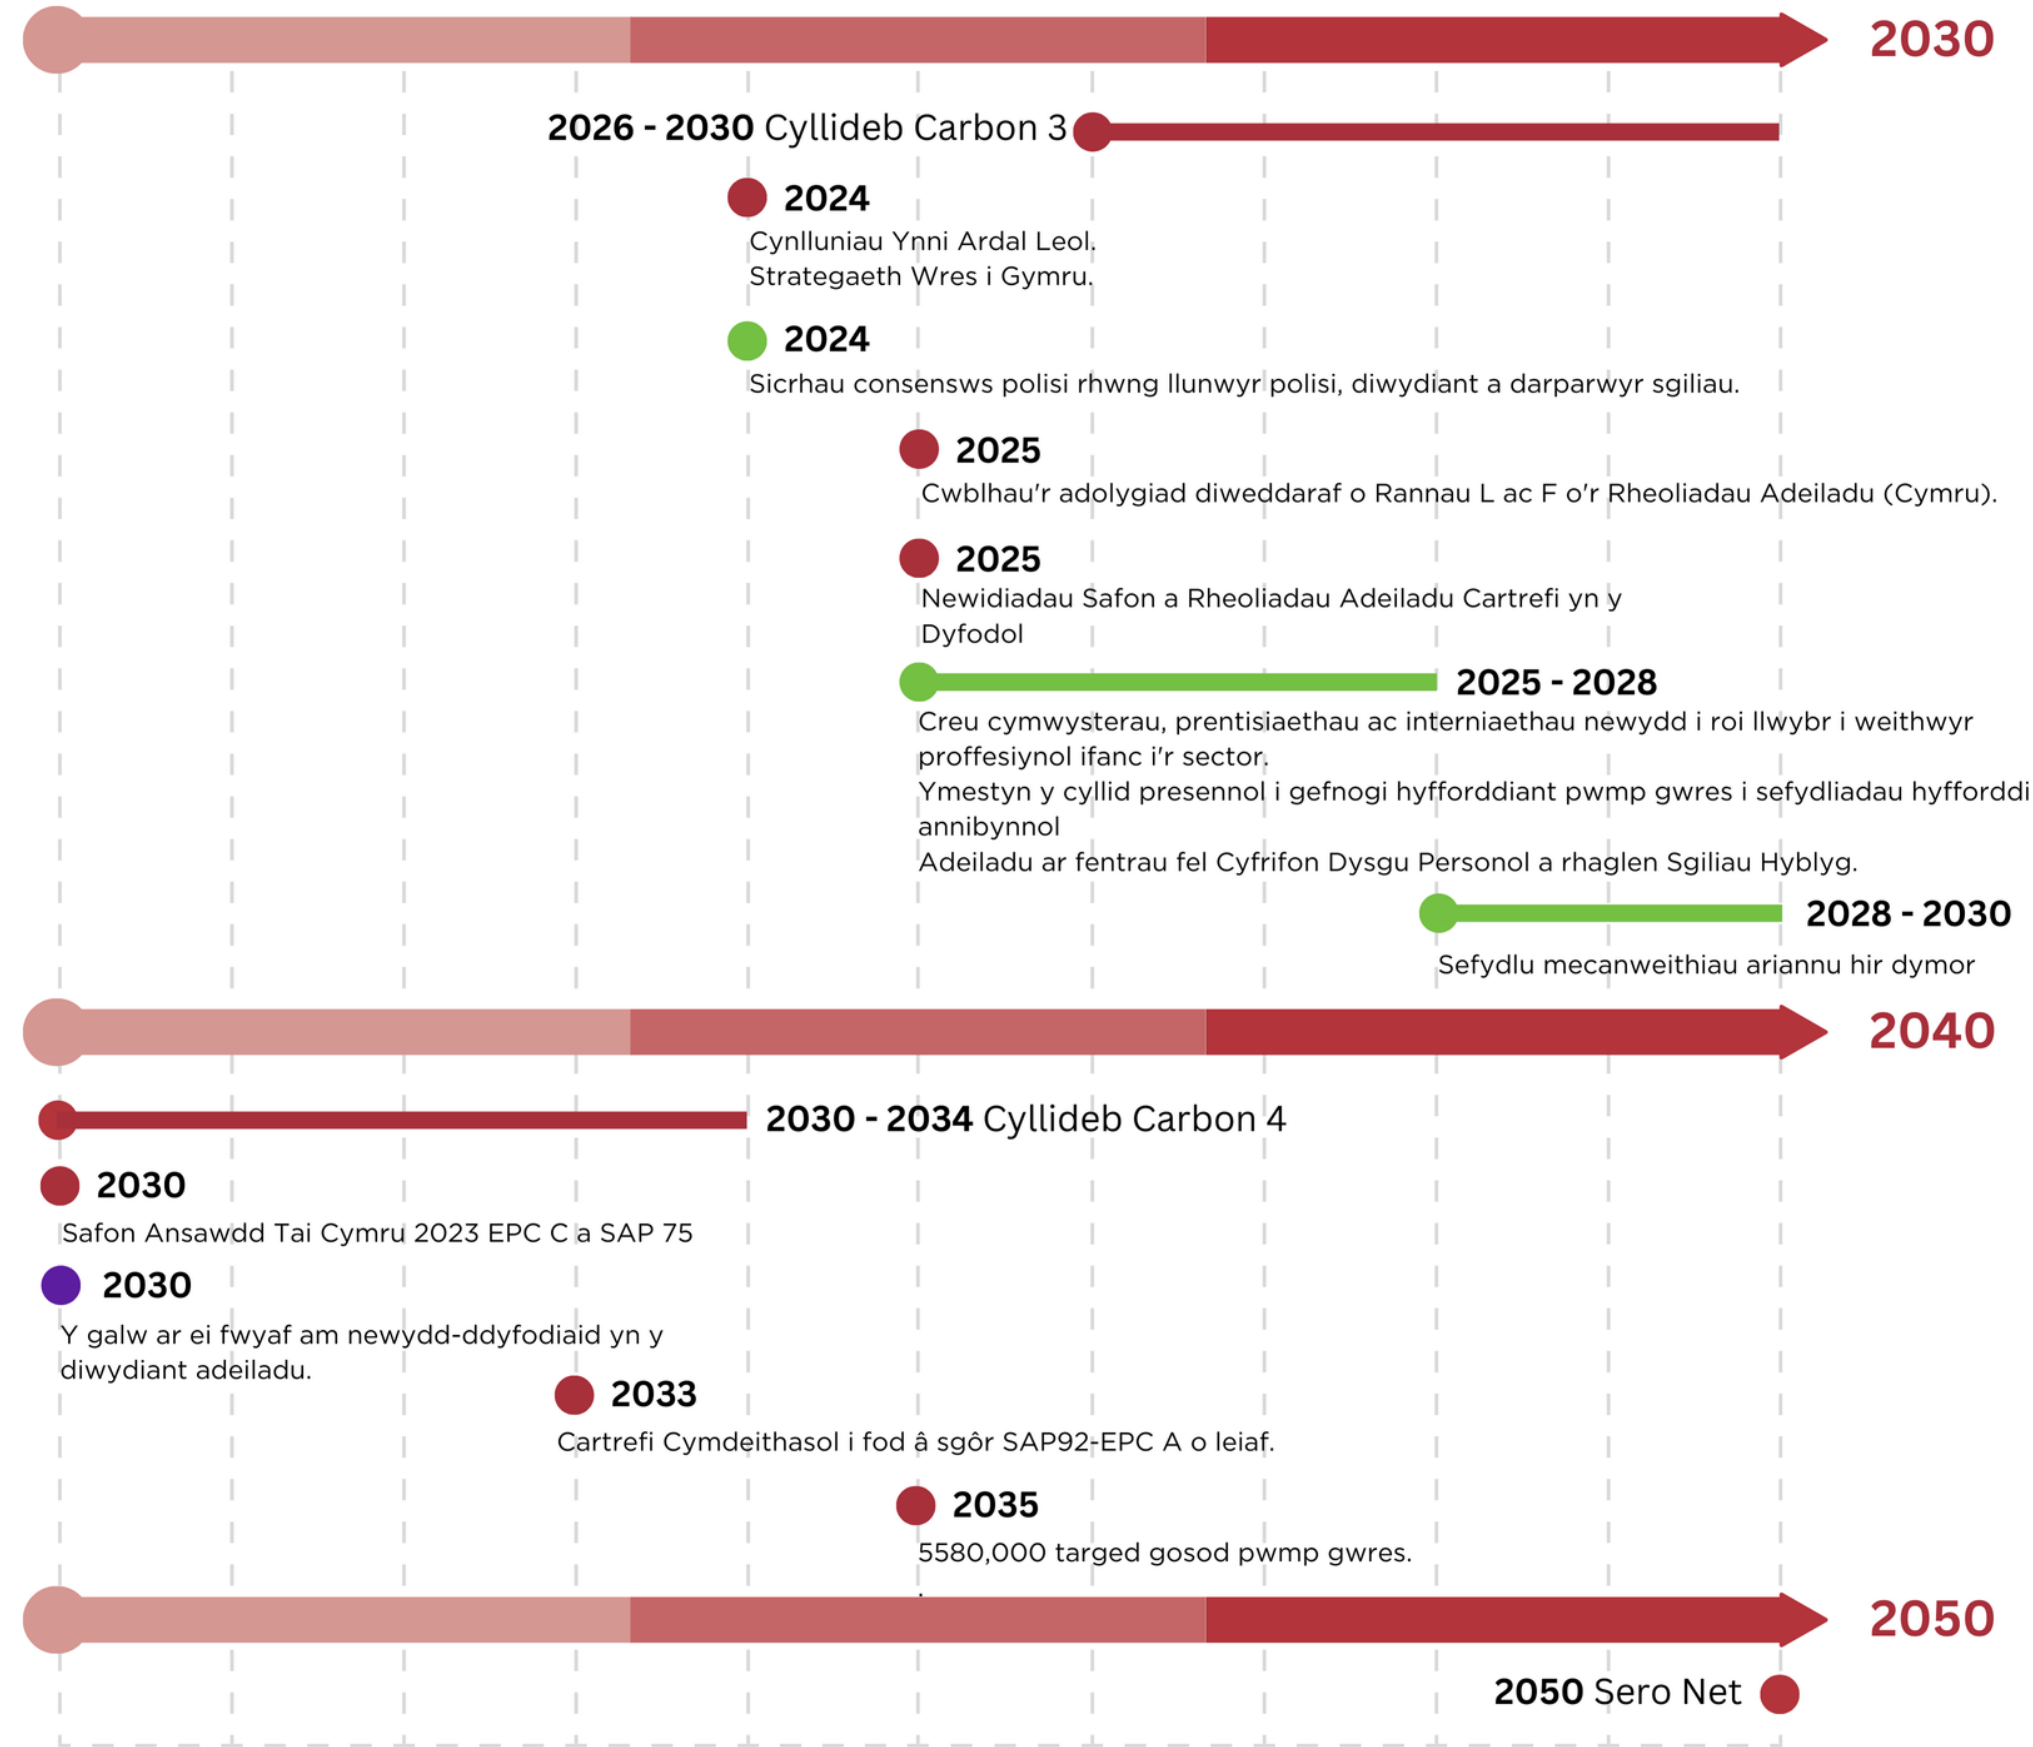 2030
2026 - 2030 Cyllideb Carbon 3
2024
Cynlluniau Ynni Ardal Leol.
Strategaeth Wres i Gymru.
2024
Sicrhau consensws polisi rhwng llunwyr polisi, diwydiant a darparwyr sgiliau.
2025
Cwblhau'r adolygiad diweddaraf o Rannau L ac F o'r Rheoliadau Adeiladu (Cymru).
2025
Newidiadau Safon a Rheoliadau Adeiladu Cartrefi yn y
Dyfodol
2025 - 2028
Creu cymwysterau, prentisiaethau ac interniaethau newydd i roi llwybr i weithwyr
proffesiynol ifanc i'r sector.
Ymestyn y cyllid presennol i gefnogi hyfforddiant pwmp gwres i sefydliadau hyfforddi
annibynnol
Adeiladu ar fentrau fel Cyfrifon Dysgu Personol a rhaglen Sgiliau Hyblyg.
2028 - 2030
Sefydlu mecanweithiau ariannu hir dymor
2040
2030 - 2034 Cyllideb Carbon 4
2030
Safon Ansawdd Tai Cymru 2023 EPC C a SAP 75
2030
Y galw ar ei fwyaf am newydd-ddyfodiaid yn y
diwydiant adeiladu.
2033
Cartrefi Cymdeithasol i fod â sgôr SAP92-EPC A o leiaf.
2035
5580,000 targed gosod pwmp gwres.
.
2050
2050 Sero Net